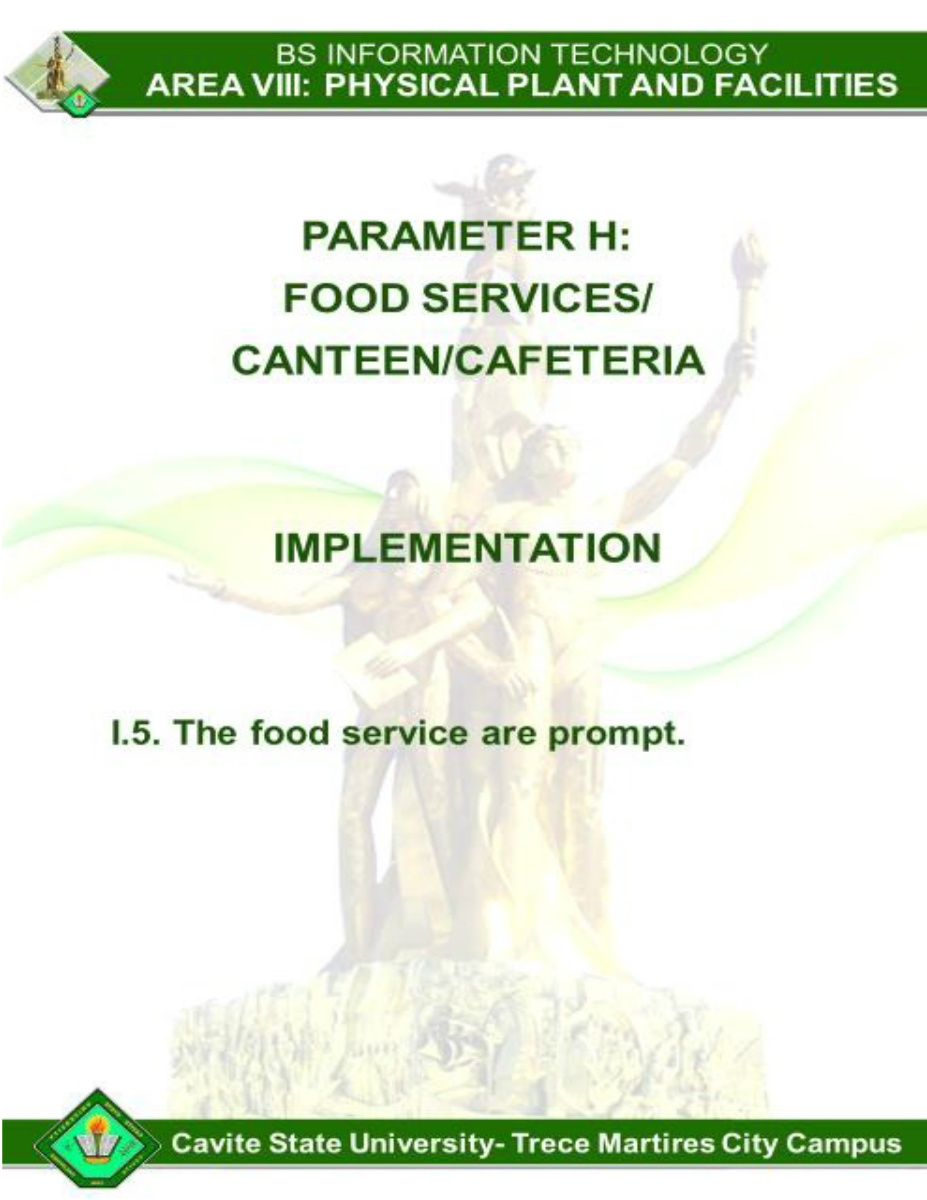 BS INFORMATION TECHNOLOGY
AREA VIII: PHYSICAL PLANT AND FACILITIES
PARAMETER H:
FOOD SERVICES/
CANTEEN/CAFETERIA
IMPLEMENTATION
I.5. The food service are prompt.
Cavite State University- Trece Martires City Campus